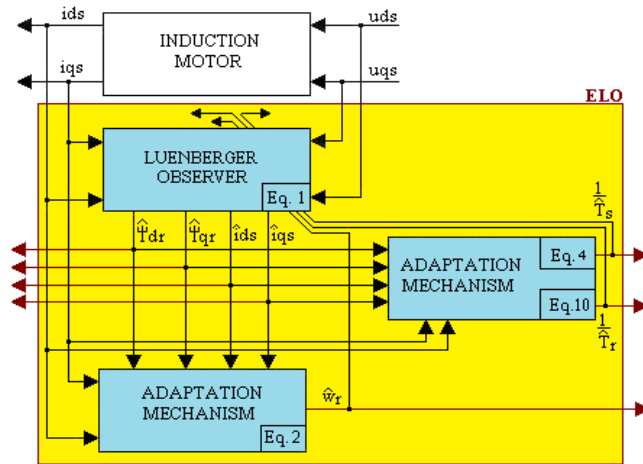 ids INDUCTION MOTOR uds
iqs uqs
ELO
LUENBERGER OBSERVER
Eq. 1
Ψ̂dr Ψ̂qr îds îqs
1/T̂s
ADAPTATION MECHANISM
Eq. 4
Eq.10
1/T̂r
ADAPTATION MECHANISM
Eq. 2
ŵr